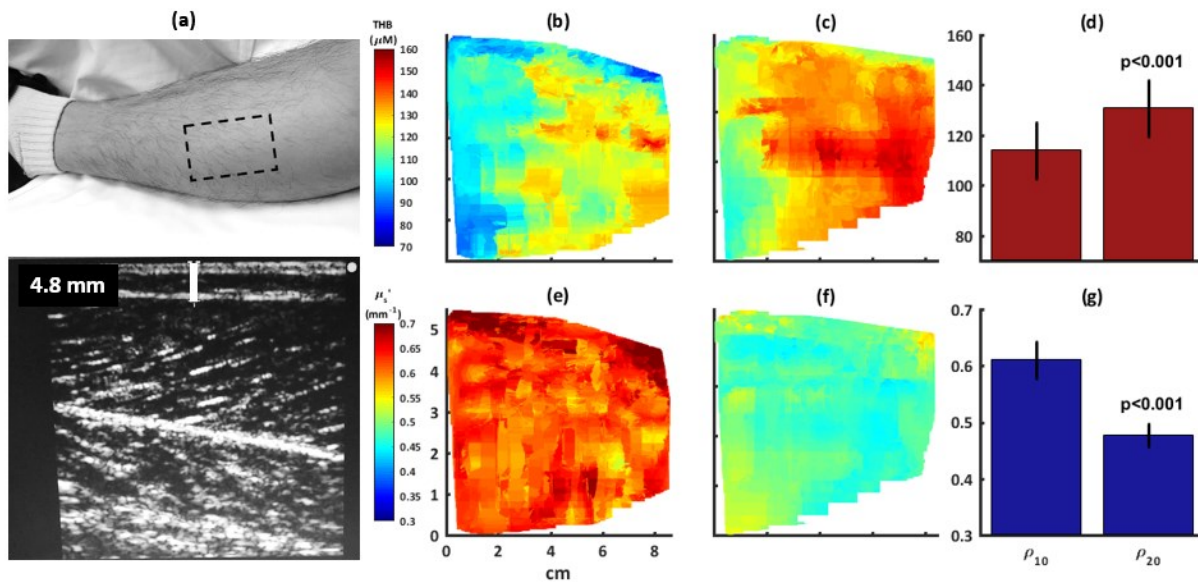 (a)
(b)
(c)
(d)
THB
(μM)
160
150
140
130
120
110
100
90
80
70
160
140
120
100
80
p<0.001
4.8 mm
(e)
(f)
(g)
μs'
(mm⁻¹)
0.7
0.65
0.6
0.55
0.5
0.45
0.4
0.35
0.3
5
4
3
2
1
0
0 2 4 6 8
cm
0.6
0.5
0.4
0.3
p<0.001
ρ10 ρ20